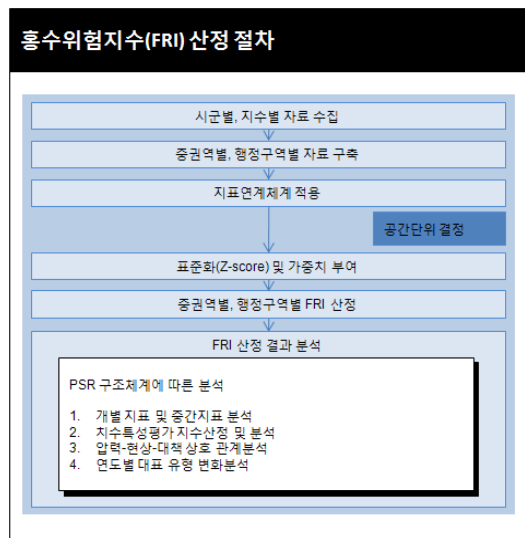 홍수위험지수(FRI) 산정 절차
시군별, 지수별 자료 수집
중권역별, 행정구역별 자료 구축
지표연계체계 적용
공간단위 결정
표준화(Z-score) 및 가중치 부여
중권역별, 행정구역별 FRI 산정
FRI 산정 결과 분석
PSR 구조체계에 따른 분석
1. 개별 지표 및 중간지표 분석
2. 치수특성평가 지수산정 및 분석
3. 압력-현상-대책 상호 관계분석
4. 연도별 대표 유형 변화분석